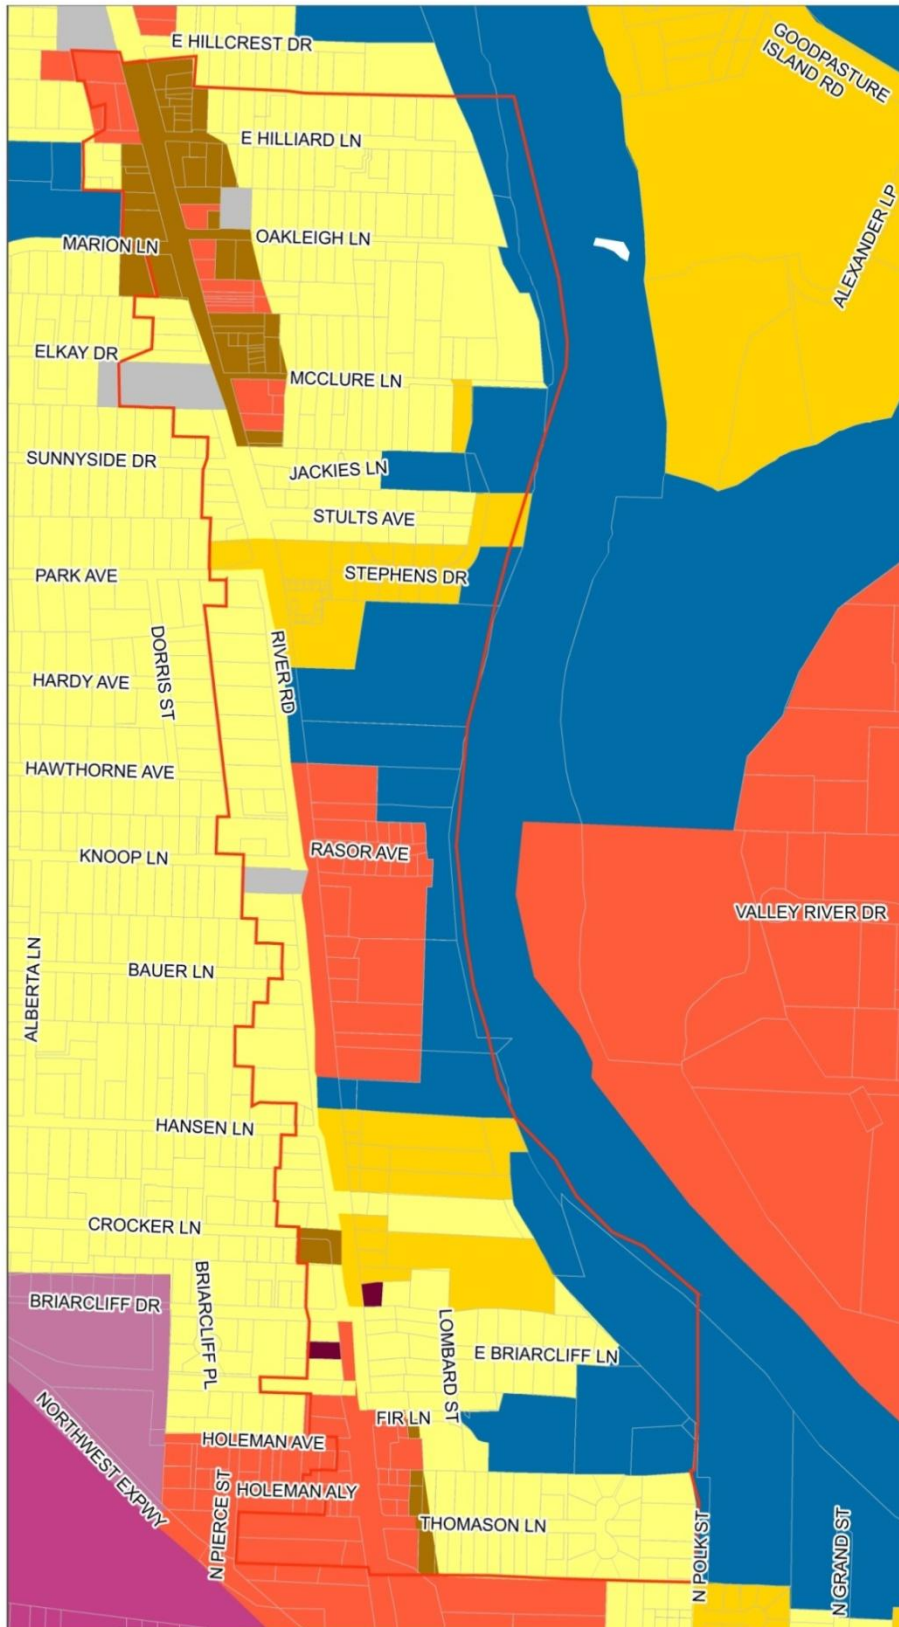 E HILLCREST DR
GOODPASTURE
ISLAND RD
E HILLIARD LN
ALEXANDER LP
MARION LN
OAKLEIGH LN
ELKAY DR
MCCLURE LN
SUNNYSIDE DR
JACKIES LN
STULTS AVE
PARK AVE
STEPHENS DR
DORRIS ST
RIVER RD
HARDY AVE
HAWTHORNE AVE
KNOOP LN
RASOR AVE
VALLEY RIVER DR
ALBERTA LN
BAUER LN
HANSEN LN
CROCKER LN
BRIARCLIFF DR
BRIARCLIFF PL
LOMBARD ST
E BRIARCLIFF LN
NORTHWEST EXPWY
FIR LN
HOLEMAN AVE
N PIERCE ST
HOLEMAN ALY
THOMASON LN
N POLK ST
N GRAND ST